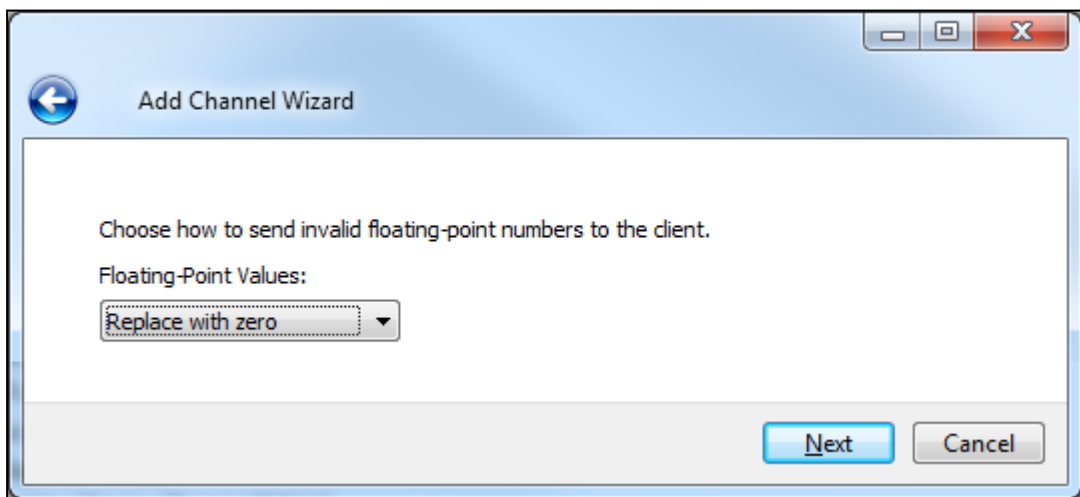 Add Channel Wizard
Choose how to send invalid floating-point numbers to the client.
Floating-Point Values:
Replace with zero
Next Cancel